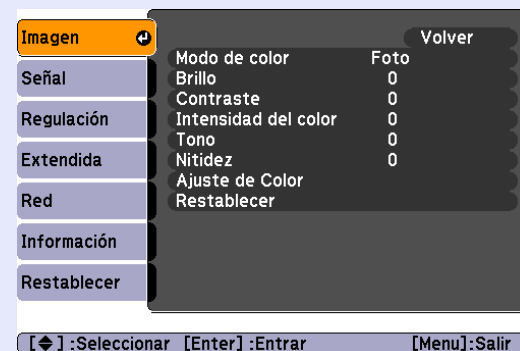 Imagen
Señal
Regulación
Extendida
Red
Información
Restablecer
Volver
Modo de color Foto
Brillo 0
Contraste 0
Intensidad del color 0
Tono 0
Nitidez 0
Ajuste de Color
Restablecer
[◆] :Seleccionar [Enter] :Entrar [Menu]:Salir